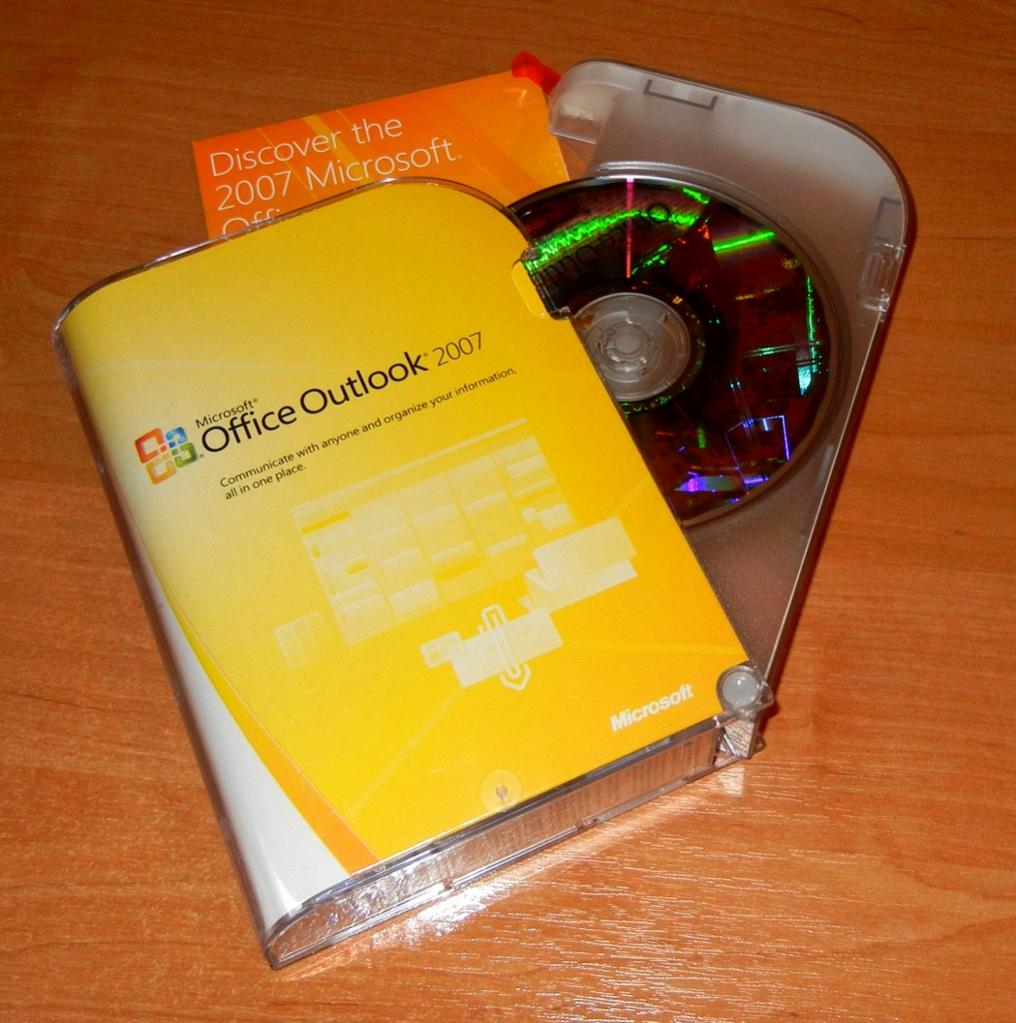 Discover the
2007 Microsoft®
Office
Microsoft®
Office Outlook® 2007
Communicate with anyone and organize your information,
all in one place.
Microsoft